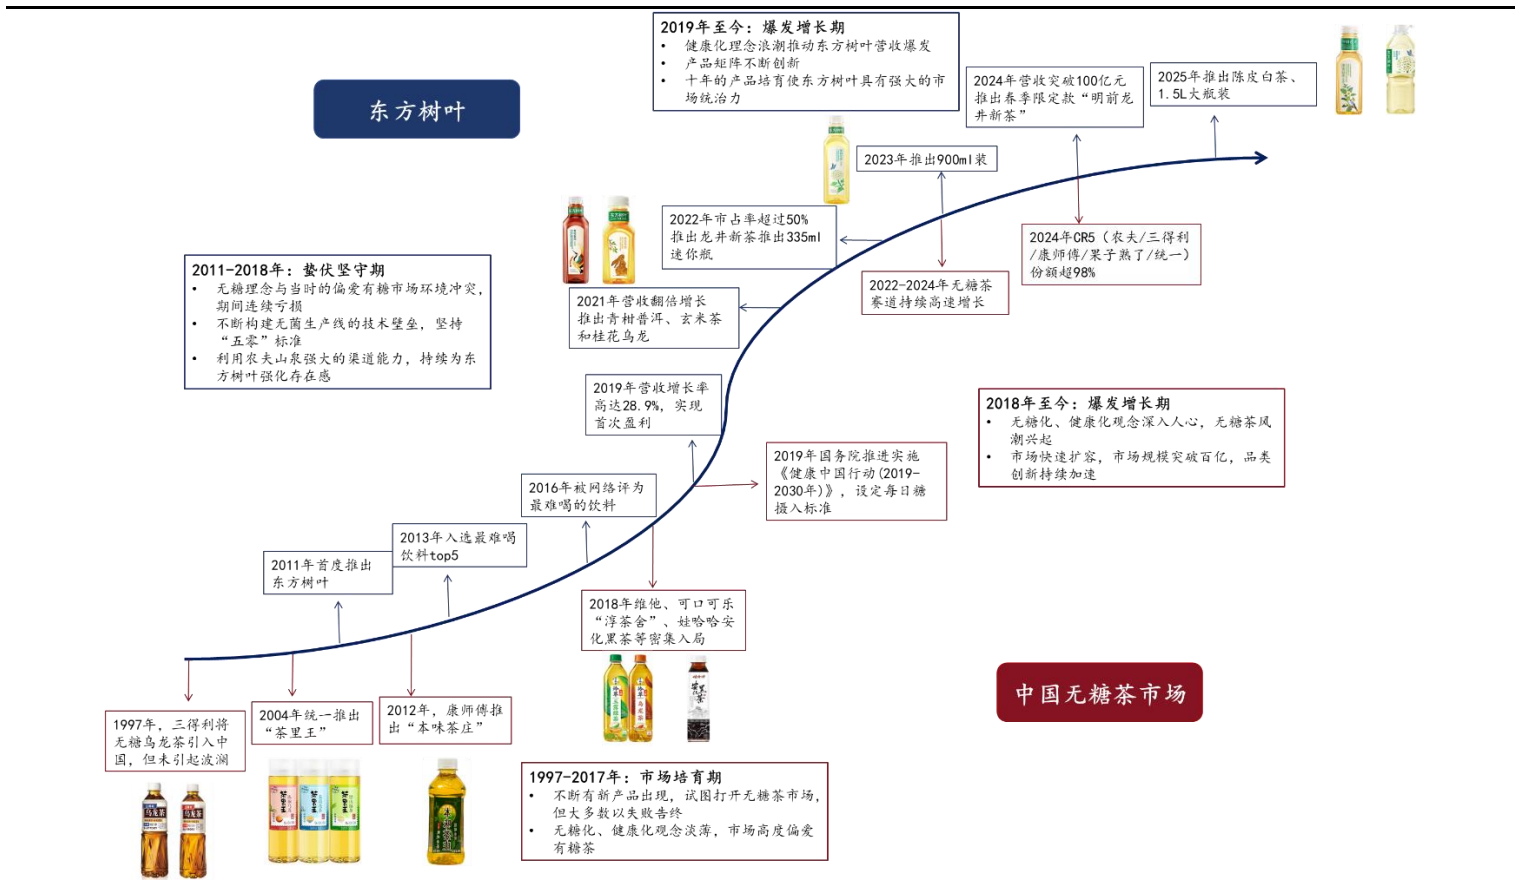 东方树叶
2019年至今：爆发增长期
• 健康化理念浪潮推动东方树叶营收爆发
• 产品矩阵不断创新
• 十年的产品培育使东方树叶具有强大的市
场统治力
2024年营收突破100亿元
推出春季限定款“明前龙
井新茶”
2025年推出陈皮白茶、
1.5L大瓶装
2023年推出900ml装
2022年市占率超过50%
推出龙井新茶推出335ml
迷你瓶
2024年CR5（农夫/三得利
/康师傅/果子熟了/统一）
份额超98%
2011-2018年：蛰伏坚守期
• 无糖理念与当时的偏爱有糖市场环境冲突，
期间连续亏损
• 不断构建无菌生产线的技术壁垒，坚持
“五零”标准
• 利用农夫山泉强大的渠道能力，持续为东
方树叶强化存在感
2021年营收翻倍增长
推出青柑普洱、玄米茶
和桂花乌龙
2022-2024年无糖茶
赛道持续高速增长
2019年营收增长率
高达28.9%，实现
首次盈利
2018年至今：爆发增长期
• 无糖化、健康化观念深入人心，无糖茶风
潮兴起
• 市场快速扩容，市场规模突破百亿，品类
创新持续加速
2019年国务院推进实施
《健康中国行动(2019-
2030年)》，设定每日糖
摄入标准
2016年被网络评为
最难喝的饮料
2013年入选最难喝
饮料top5
2011年首度推出
东方树叶
2018年维他、可口可乐
“淳茶舍”、娃哈哈安
化黑茶等密集入局
中国无糖茶市场
1997年，三得利将
无糖乌龙茶引入中
国，但未引起波澜
2004年统一推出
“茶里王”
2012年，康师傅推
出“本味茶庄”
1997-2017年：市场培育期
• 不断有新产品出现，试图打开无糖茶市场，
但大多数以失败告终
• 无糖化、健康化观念淡薄，市场高度偏爱
有糖茶
乌龙茶
乌龙茶
茶里王
茶里王
茶里王